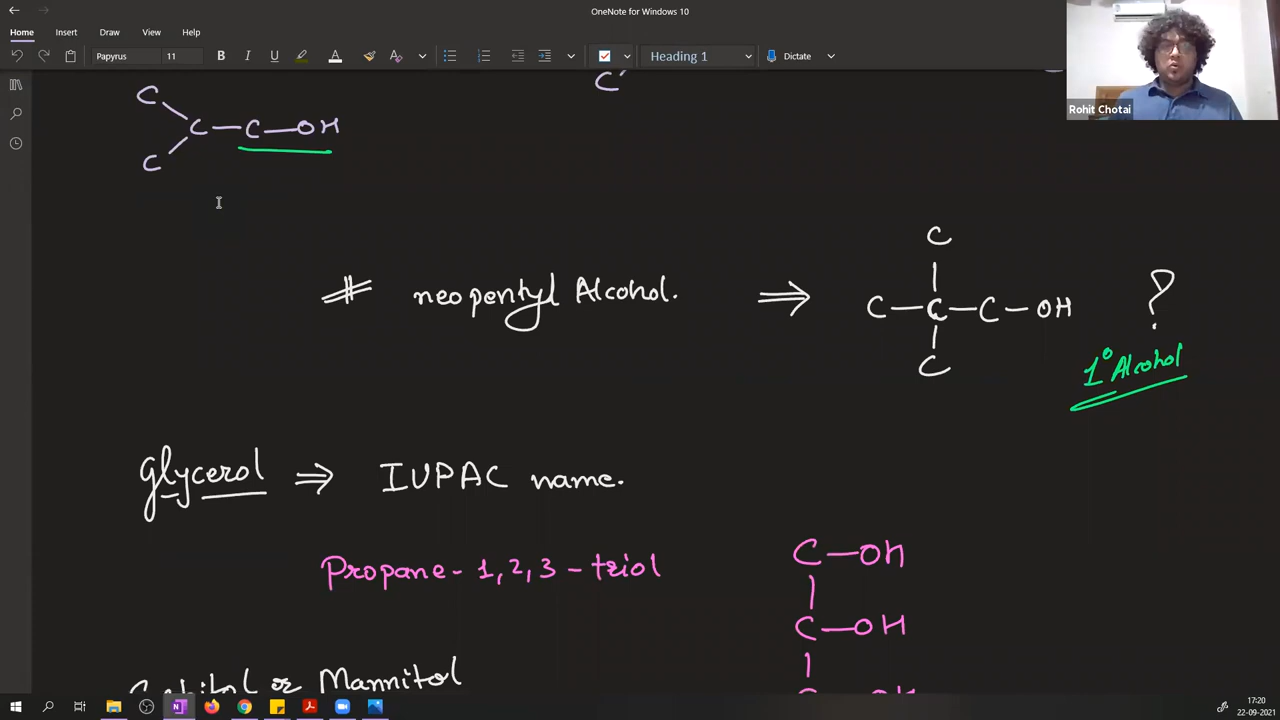 OneNote for Windows 10
Home Insert Draw View Help
Papyrus 11 B I U A Heading 1 Dictate
Rohit Chotai
C
C
C — C — OH
C
C
neopentyl Alcohol. ⇒ C — C — C — OH ?
C
1° Alcohol
glycerol ⇒ IUPAC name.
Propane - 1, 2, 3 - triol
C — OH
C — OH
or Mannitol
17:20
22-09-2021